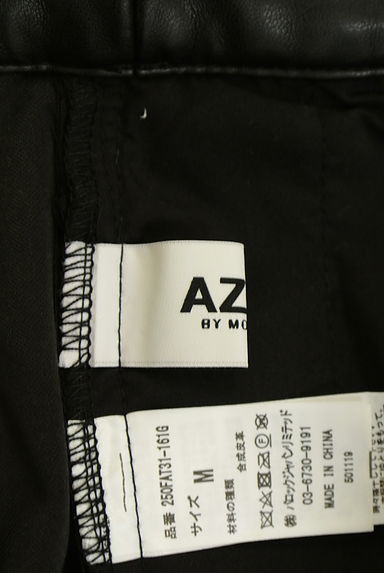 AZ
BY MO
品番 250FAT31-161G
サイズ M
材料の種類 合成皮革
㈱バロックジャパンリミテッド
03-6730-9191
MADE IN CHINA
501119